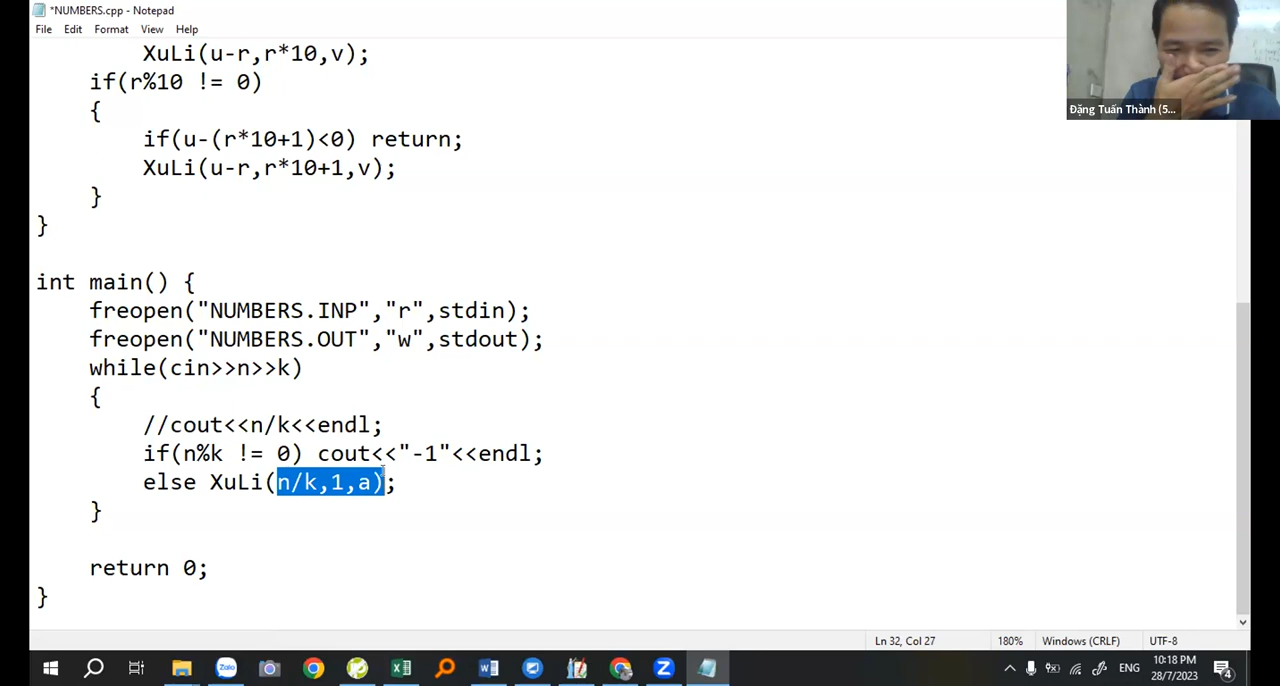 *NUMBERS.cpp - Notepad
File Edit Format View Help
XuLi(u-r,r*10,v);
if(r%10 != 0)
{
if(u-(r*10+1)<0) return;
XuLi(u-r,r*10+1,v);
}
}
int main() {
freopen("NUMBERS.INP","r",stdin);
freopen("NUMBERS.OUT","w",stdout);
while(cin>>n>>k)
{
//cout<<n/k<<endl;
if(n%k != 0) cout<<"-1"<<endl;
else XuLi(n/k,1,a);
}
return 0;
}
Đặng Tuấn Thành (5...
Ln 32, Col 27 180% Windows (CRLF) UTF-8
Zalo
ENG
10:18 PM
28/7/2023
4